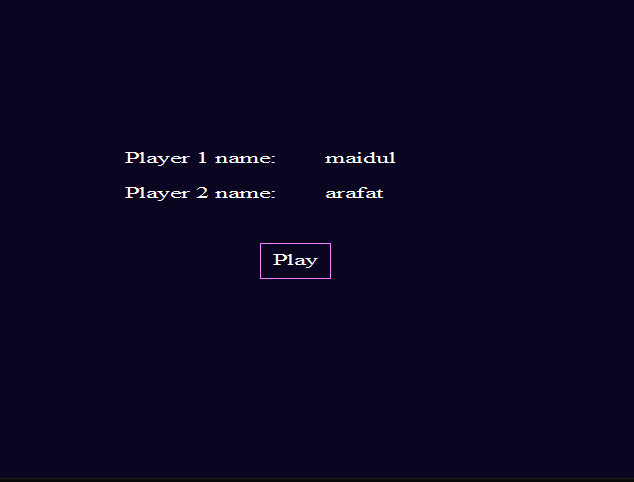 Player 1 name: maidul
Player 2 name: arafat
Play